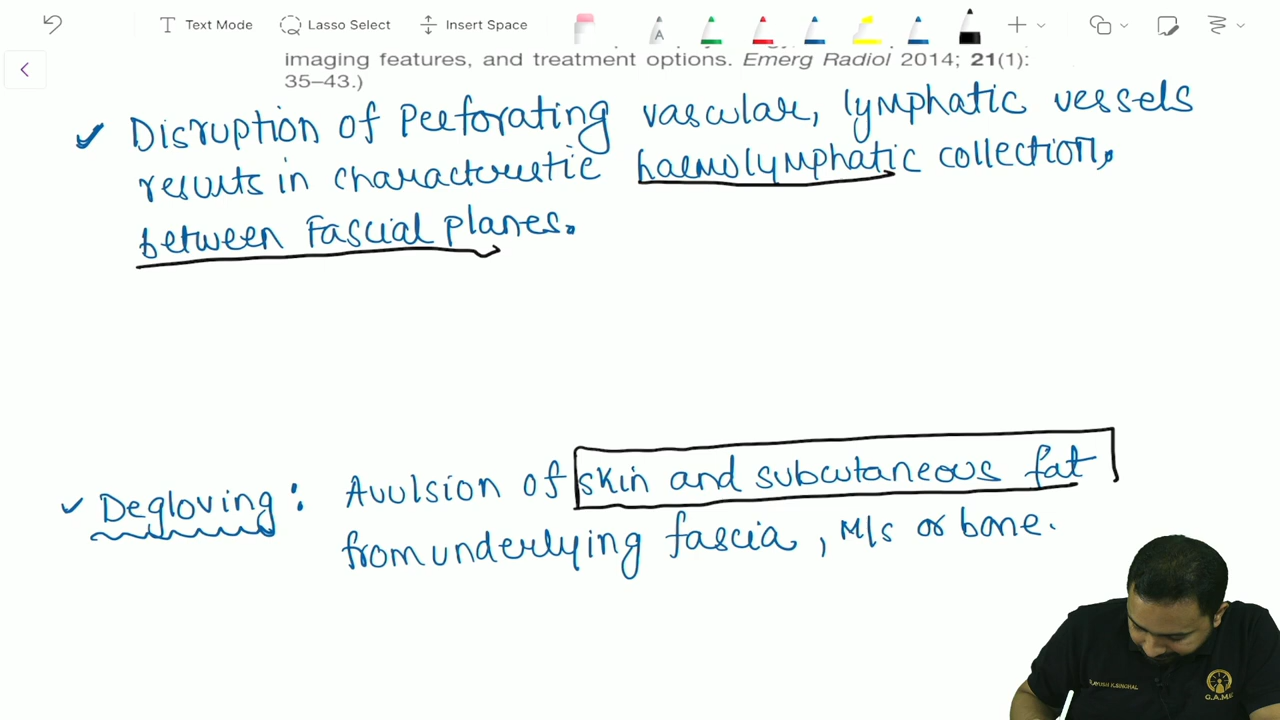 Text Mode
Lasso Select
Insert Space
A
imaging features, and treatment options. Emerg Radiol 2014; 21(1):
35–43.)
Disruption of Perforating vascular, lymphatic vessels
results in characteristic haemolymphatic collection,
between Fascial planes.
Degloving: Avulsion of skin and subcutaneous fat
from underlying fascia, M/s or bone.
G.A.M.